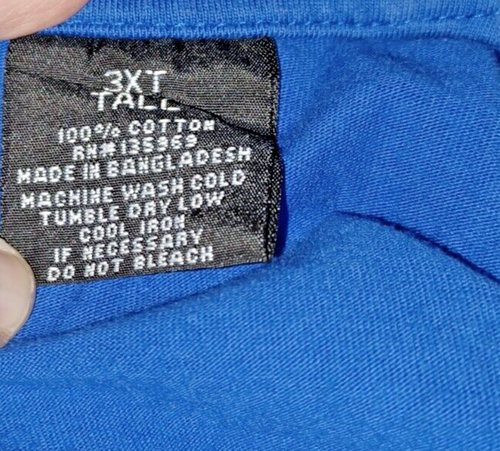 3XT
TALL
100% COTTON
RN#135969
MADE IN BANGLADESH
MACHINE WASH COLD
TUMBLE DRY LOW
COOL IRON
IF NECESSARY
DO NOT BLEACH